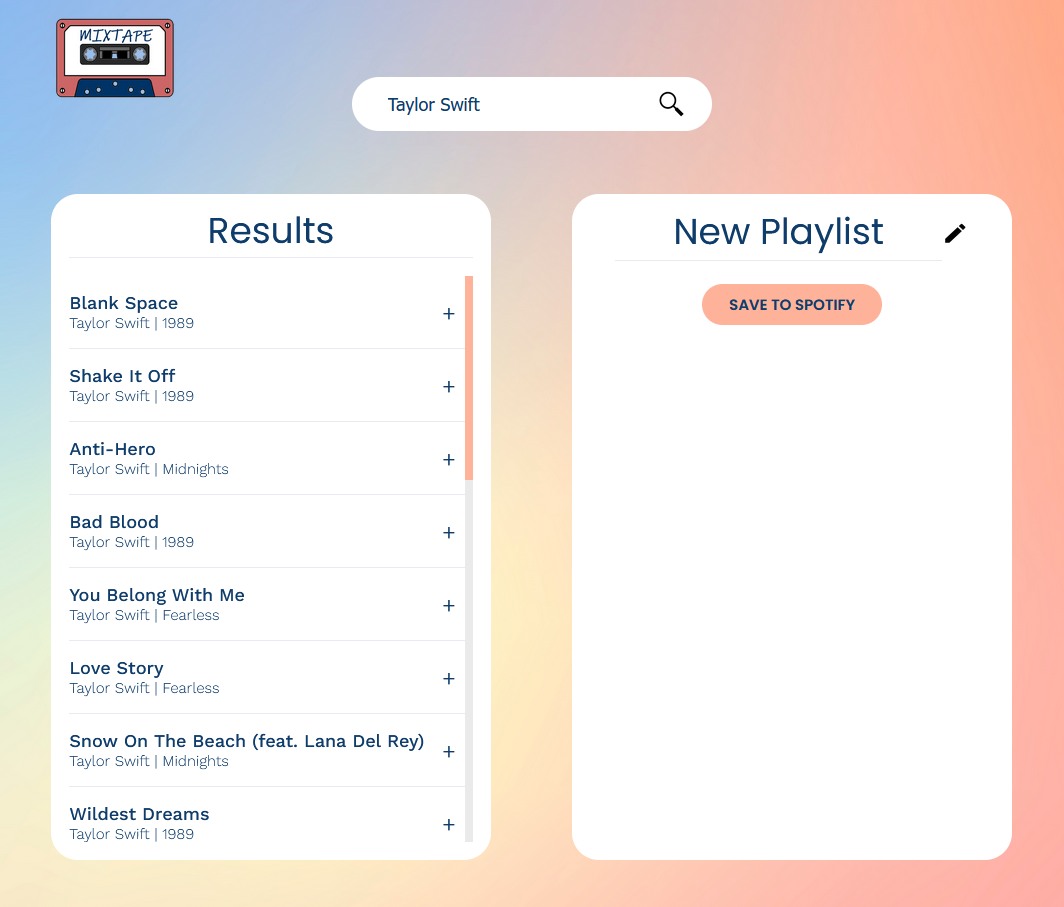 MIXTAPE
Taylor Swift
Results
Blank Space
Taylor Swift | 1989
+
Shake It Off
Taylor Swift | 1989
+
Anti-Hero
Taylor Swift | Midnights
+
Bad Blood
Taylor Swift | 1989
+
You Belong With Me
Taylor Swift | Fearless
+
Love Story
Taylor Swift | Fearless
+
Snow On The Beach (feat. Lana Del Rey)
Taylor Swift | Midnights
+
Wildest Dreams
Taylor Swift | 1989
+
New Playlist
SAVE TO SPOTIFY